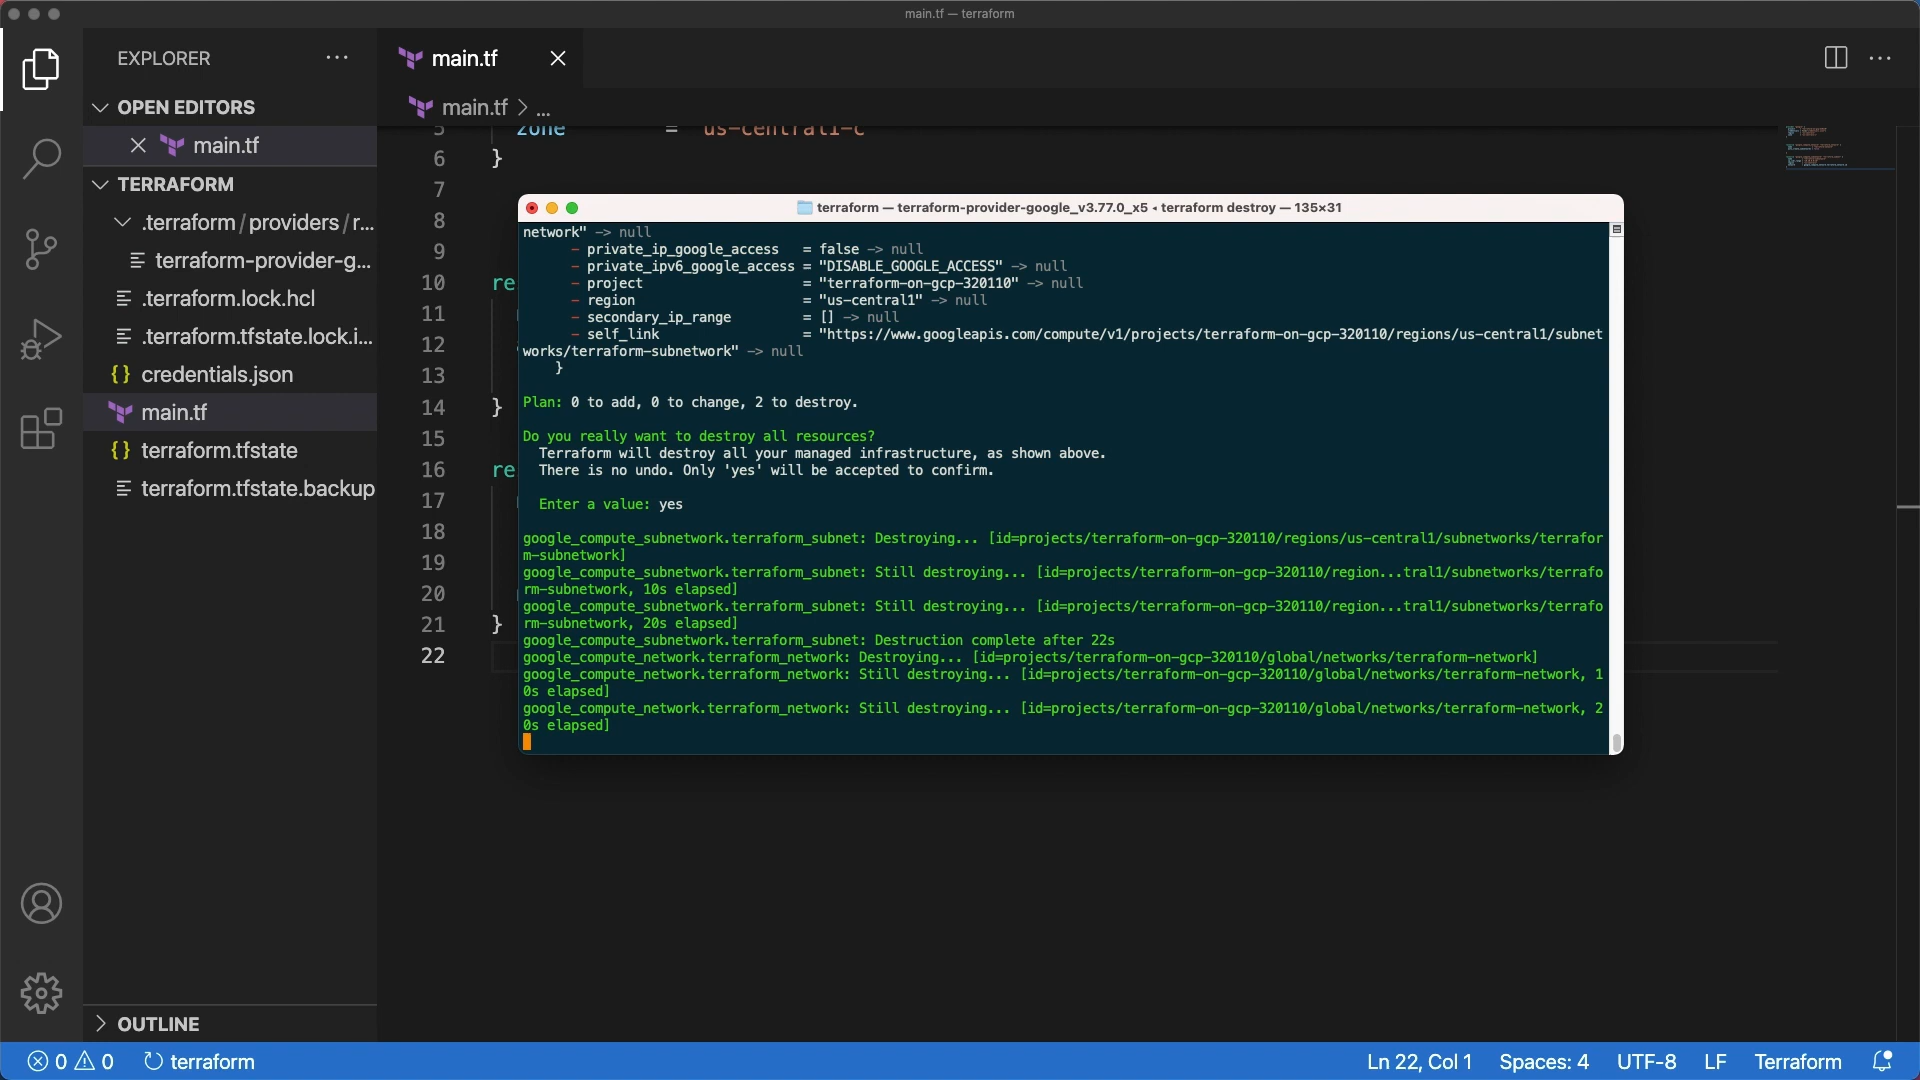 main.tf — terraform
EXPLORER
OPEN EDITORS
main.tf
TERRAFORM
.terraform/providers/r...
terraform-provider-g...
.terraform.lock.hcl
.terraform.tfstate.lock.i...
credentials.json
main.tf
terraform.tfstate
terraform.tfstate.backup
OUTLINE
main.tf
main.tf > ...
5 zone = us-central1-c
6 }
7
8
9
10 re
11
12
13
14 }
15
16 re
17
18
19
20
21 }
22
terraform — terraform-provider-google_v3.77.0_x5 ◂ terraform destroy — 135×31
network" -> null
- private_ip_google_access = false -> null
- private_ipv6_google_access = "DISABLE_GOOGLE_ACCESS" -> null
- project = "terraform-on-gcp-320110" -> null
- region = "us-central1" -> null
- secondary_ip_range = [] -> null
- self_link = "https://www.googleapis.com/compute/v1/projects/terraform-on-gcp-320110/regions/us-central1/subnet
works/terraform-subnetwork" -> null
}
Plan: 0 to add, 0 to change, 2 to destroy.
Do you really want to destroy all resources?
Terraform will destroy all your managed infrastructure, as shown above.
There is no undo. Only 'yes' will be accepted to confirm.
Enter a value: yes
google_compute_subnetwork.terraform_subnet: Destroying... [id=projects/terraform-on-gcp-320110/regions/us-central1/subnetworks/terrafor
m-subnetwork]
google_compute_subnetwork.terraform_subnet: Still destroying... [id=projects/terraform-on-gcp-320110/region...tral1/subnetworks/terrafo
rm-subnetwork, 10s elapsed]
google_compute_subnetwork.terraform_subnet: Still destroying... [id=projects/terraform-on-gcp-320110/region...tral1/subnetworks/terrafo
rm-subnetwork, 20s elapsed]
google_compute_subnetwork.terraform_subnet: Destruction complete after 22s
google_compute_network.terraform_network: Destroying... [id=projects/terraform-on-gcp-320110/global/networks/terraform-network]
google_compute_network.terraform_network: Still destroying... [id=projects/terraform-on-gcp-320110/global/networks/terraform-network, 1
0s elapsed]
google_compute_network.terraform_network: Still destroying... [id=projects/terraform-on-gcp-320110/global/networks/terraform-network, 2
0s elapsed]
0 0 terraform
Ln 22, Col 1 Spaces: 4 UTF-8 LF Terraform